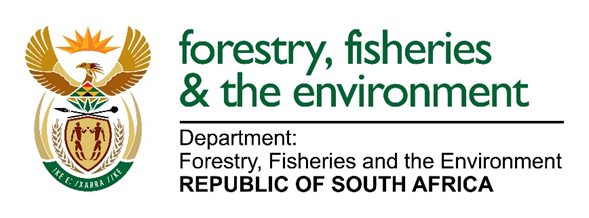 forestry, fisheries
& the environment
Department:
Forestry, Fisheries and the Environment
REPUBLIC OF SOUTH AFRICA
!KE E: /XARRA //KE